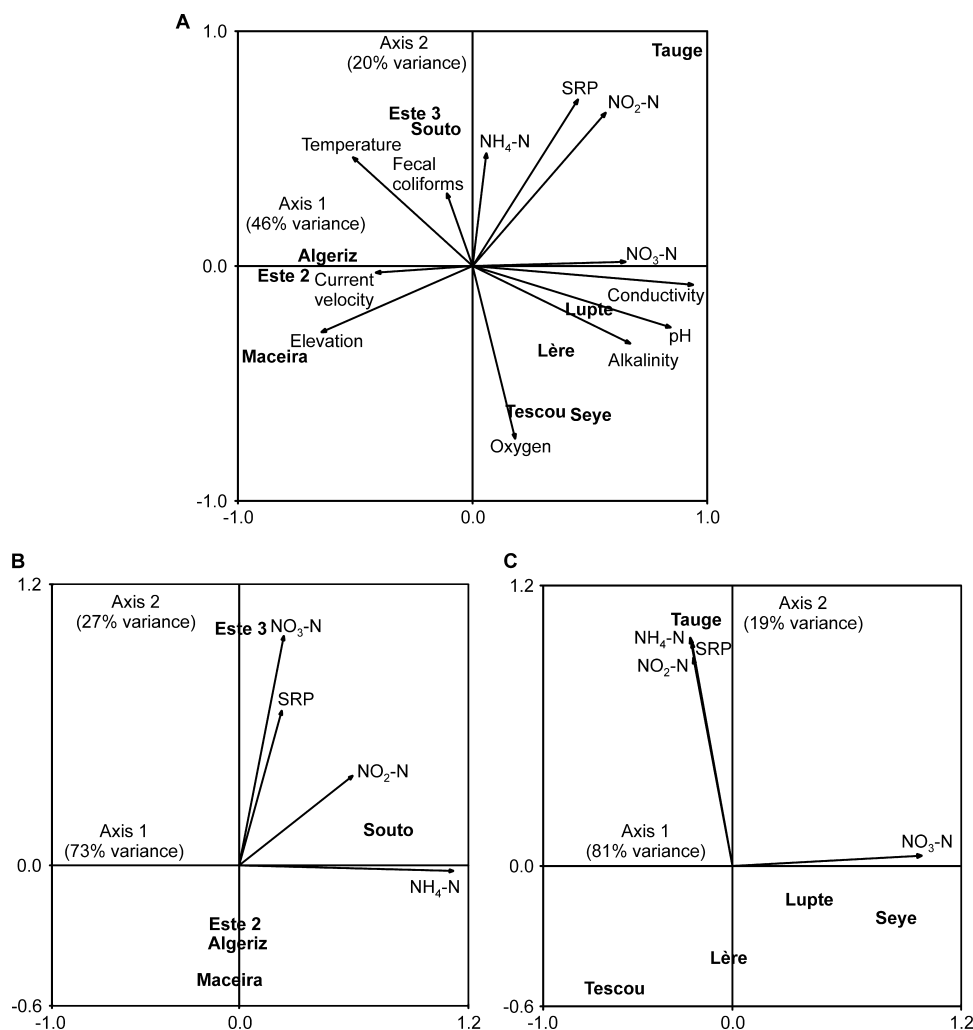 A
1.0
Axis 2
(20% variance)
Tauge
SRP
NO₂-N
Este 3
Souto
NH₄-N
Temperature
Fecal
coliforms
Axis 1
(46% variance)
Algeriz
NO₃-N
0.0
Este 2
Current
velocity
Conductivity
Lupte
Elevation
pH
Maceira
Lère
Alkalinity
Tescou
Seye
Oxygen
-1.0
-1.0
0.0
1.0
B
1.2
Axis 2
(27% variance)
Este 3
NO₃-N
SRP
NO₂-N
Axis 1
(73% variance)
Souto
0.0
NH₄-N
Este 2
Algeriz
Maceira
-0.6
-1.0
0.0
1.2
C
1.2
Axis 2
(19% variance)
Tauge
NH₄-N
SRP
NO₂-N
Axis 1
(81% variance)
NO₃-N
0.0
Lupte
Seye
Lère
Tescou
-0.6
-1.0
0.0
1.2